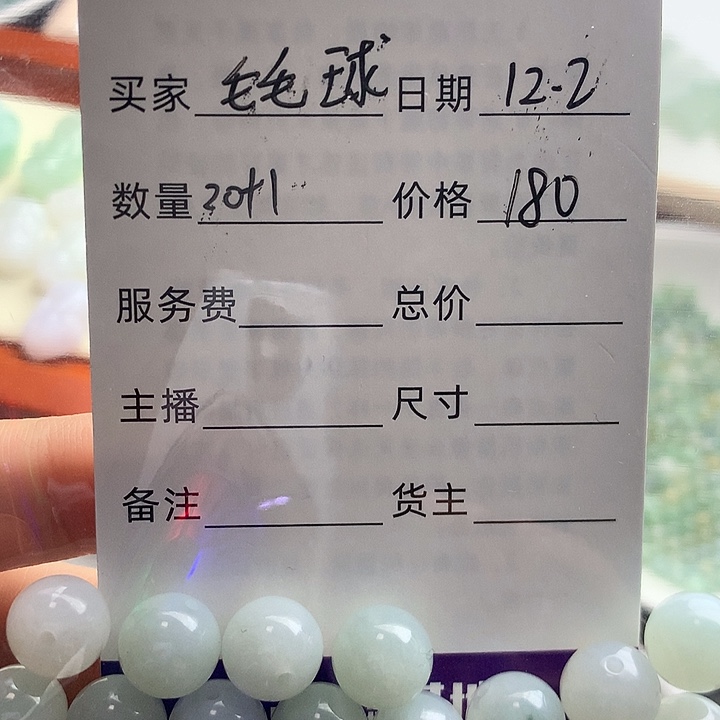 买家 毛毛球 日期 12-2
数量 20+1 价格 180
服务费 总价
主播 尺寸
备注 货主